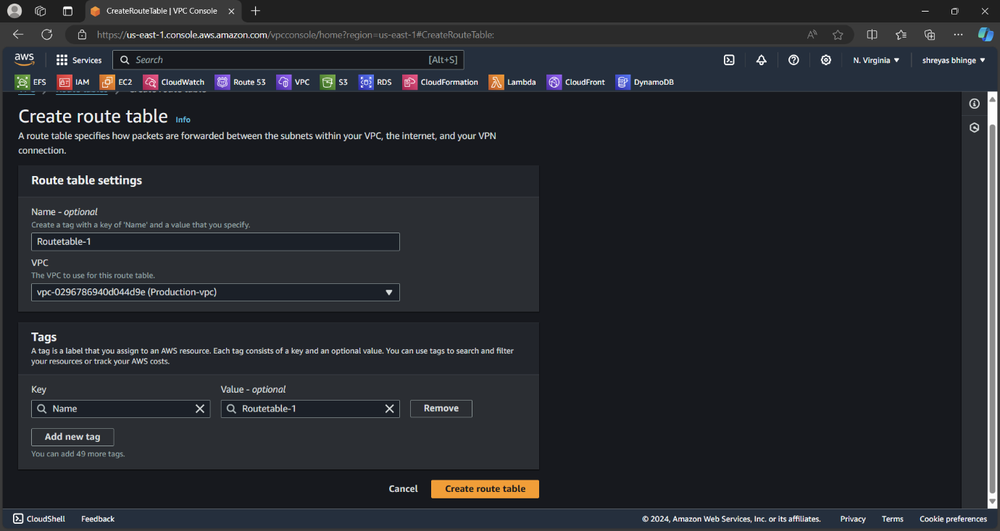 CreateRouteTable | VPC Console
https://us-east-1.console.aws.amazon.com/vpcconsole/home?region=us-east-1#CreateRouteTable:
aws Services Search [Alt+S] N. Virginia shreyas bhinge
EFS IAM EC2 CloudWatch Route 53 VPC S3 RDS CloudFormation Lambda CloudFront DynamoDB
Create route table Info
A route table specifies how packets are forwarded between the subnets within your VPC, the internet, and your VPN
connection.
Route table settings
Name - optional
Create a tag with a key of 'Name' and a value that you specify.
Routetable-1
VPC
The VPC to use for this route table.
vpc-0296786940d044d9e (Production-vpc)
Tags
A tag is a label that you assign to an AWS resource. Each tag consists of a key and an optional value. You can use tags to search and filter
your resources or track your AWS costs.
Key Value - optional
Name Routetable-1 Remove
Add new tag
You can add 49 more tags.
Cancel Create route table
CloudShell Feedback © 2024, Amazon Web Services, Inc. or its affiliates. Privacy Terms Cookie preferences